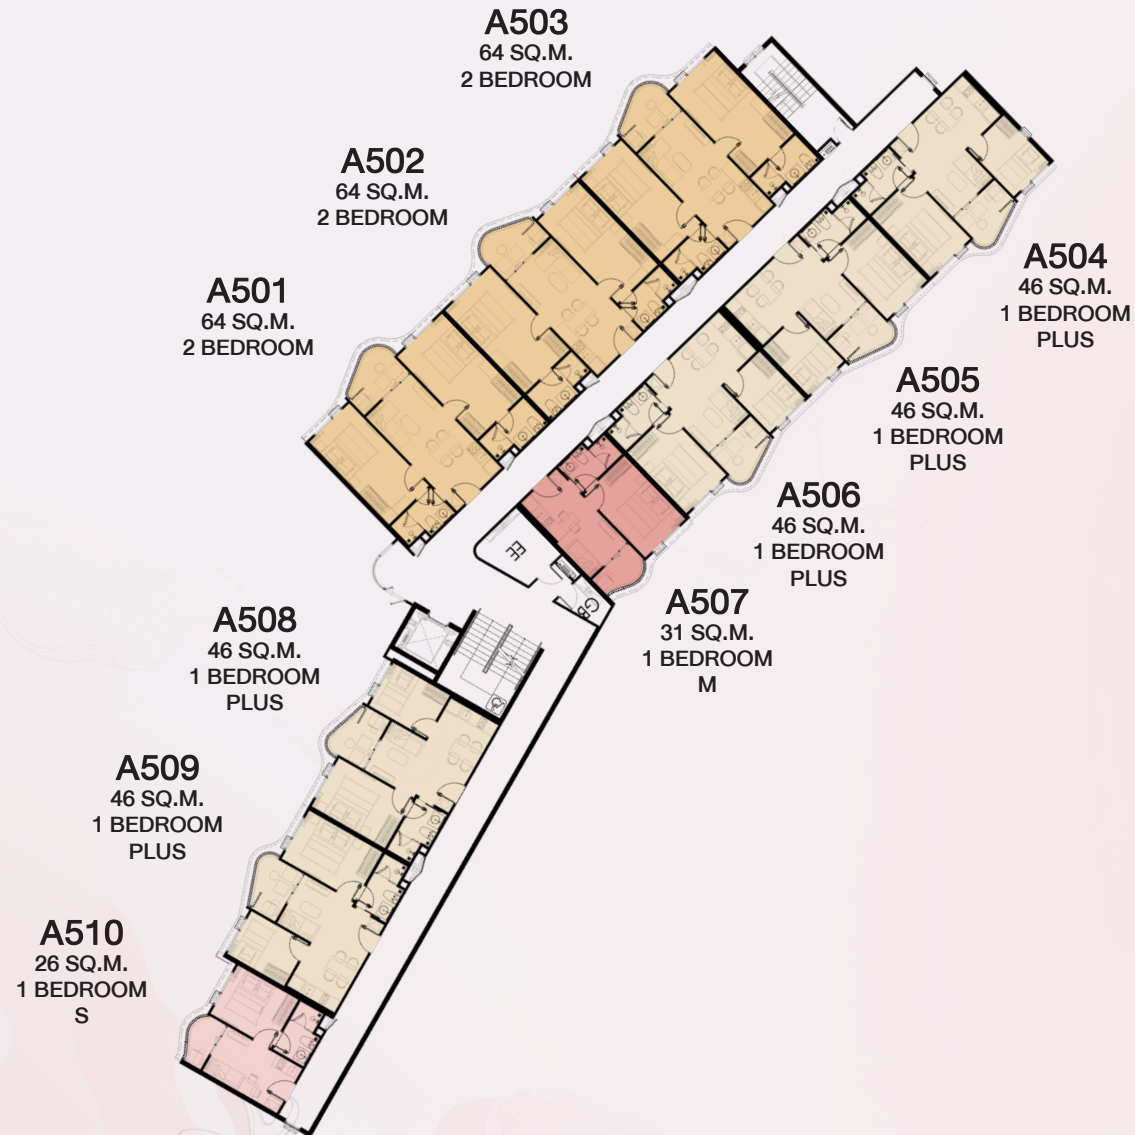 A503
64 SQ.M.
2 BEDROOM
A502
64 SQ.M.
2 BEDROOM
A501
64 SQ.M.
2 BEDROOM
A504
46 SQ.M.
1 BEDROOM
PLUS
A505
46 SQ.M.
1 BEDROOM
PLUS
A506
46 SQ.M.
1 BEDROOM
PLUS
EE
GB
A507
31 SQ.M.
1 BEDROOM
M
A508
46 SQ.M.
1 BEDROOM
PLUS
A509
46 SQ.M.
1 BEDROOM
PLUS
A510
26 SQ.M.
1 BEDROOM
S